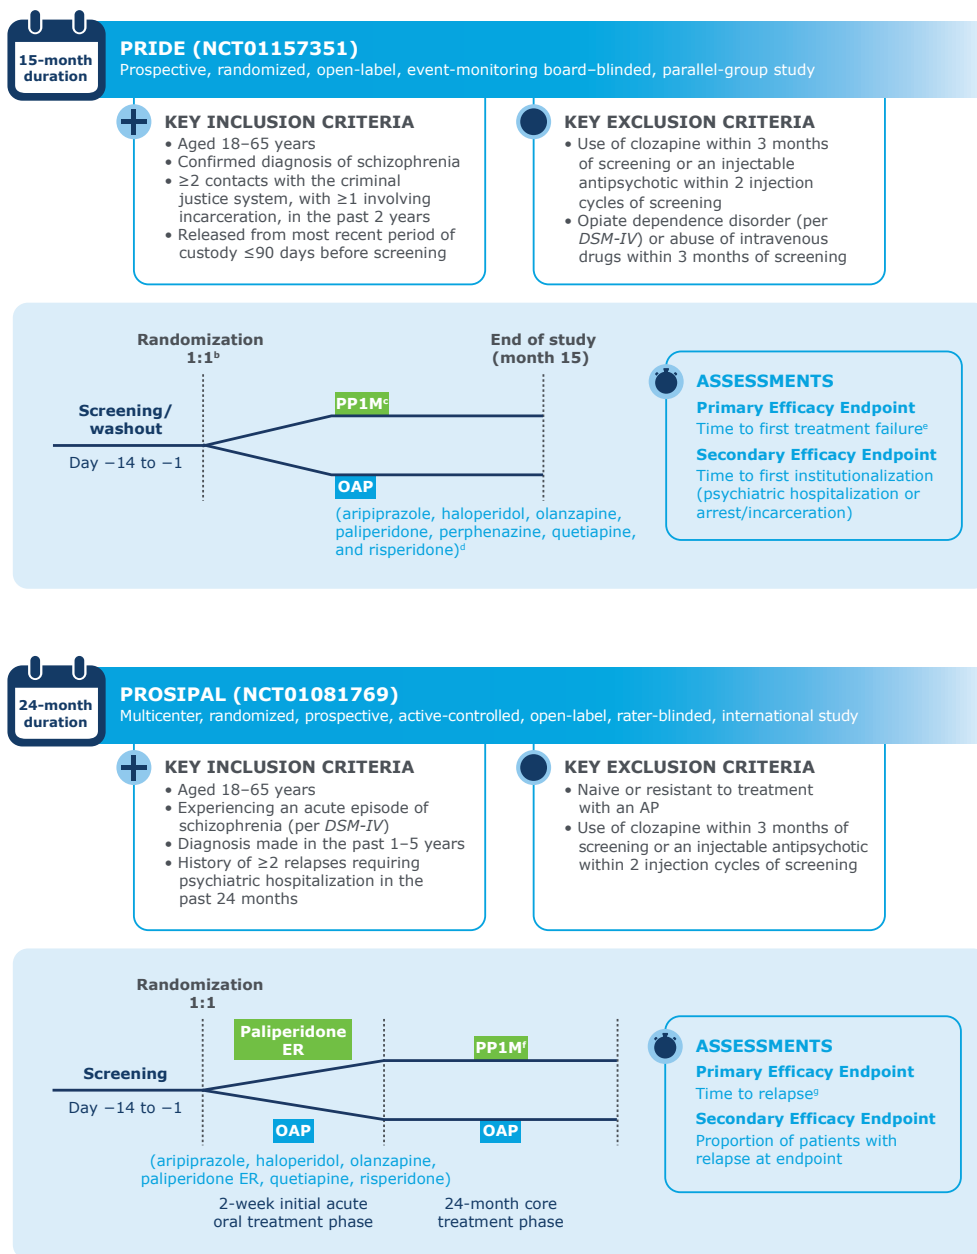 15-month
duration
PRIDE (NCT01157351)
Prospective, randomized, open-label, event-monitoring board–blinded, parallel-group study
KEY INCLUSION CRITERIA
• Aged 18–65 years
• Confirmed diagnosis of schizophrenia
• ≥2 contacts with the criminal
justice system, with ≥1 involving
incarceration, in the past 2 years
• Released from most recent period of
custody ≤90 days before screening
KEY EXCLUSION CRITERIA
• Use of clozapine within 3 months
of screening or an injectable
antipsychotic within 2 injection
cycles of screening
• Opiate dependence disorder (per
DSM-IV) or abuse of intravenous
drugs within 3 months of screening
Randomization
1:1ᵇ
End of study
(month 15)
Screening/
washout
Day −14 to −1
PP1Mᶜ
OAP
(aripiprazole, haloperidol, olanzapine,
paliperidone, perphenazine, quetiapine,
and risperidone)ᵈ
ASSESSMENTS
Primary Efficacy Endpoint
Time to first treatment failureᵉ
Secondary Efficacy Endpoint
Time to first institutionalization
(psychiatric hospitalization or
arrest/incarceration)
24-month
duration
PROSIPAL (NCT01081769)
Multicenter, randomized, prospective, active-controlled, open-label, rater-blinded, international study
KEY INCLUSION CRITERIA
• Aged 18–65 years
• Experiencing an acute episode of
schizophrenia (per DSM-IV)
• Diagnosis made in the past 1–5 years
• History of ≥2 relapses requiring
psychiatric hospitalization in the
past 24 months
KEY EXCLUSION CRITERIA
• Naive or resistant to treatment
with an AP
• Use of clozapine within 3 months of
screening or an injectable antipsychotic
within 2 injection cycles of screening
Randomization
1:1
Screening
Day −14 to −1
Paliperidone
ER
PP1Mᶠ
OAP
OAP
(aripiprazole, haloperidol, olanzapine,
paliperidone ER, quetiapine, risperidone)
2-week initial acute
oral treatment phase
24-month core
treatment phase
ASSESSMENTS
Primary Efficacy Endpoint
Time to relapseᵍ
Secondary Efficacy Endpoint
Proportion of patients with
relapse at endpoint